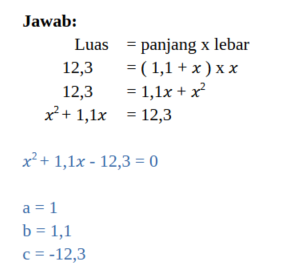 Jawab:
Luas = panjang x lebar
12,3 = ( 1,1 + x ) x x
12,3 = 1,1x + x²
x² + 1,1x = 12,3
x² + 1,1x - 12,3 = 0
a = 1
b = 1,1
c = -12,3